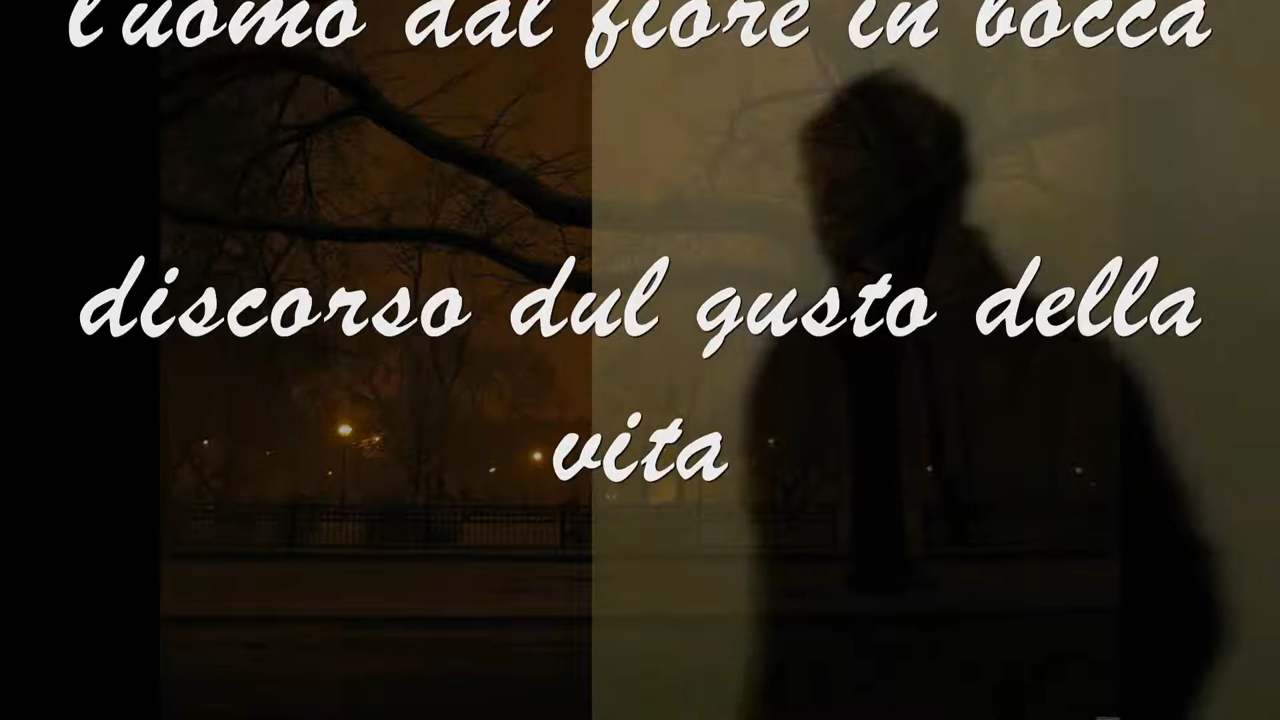 l'uomo dal fiore in bocca
discorso dul gusto della
vita